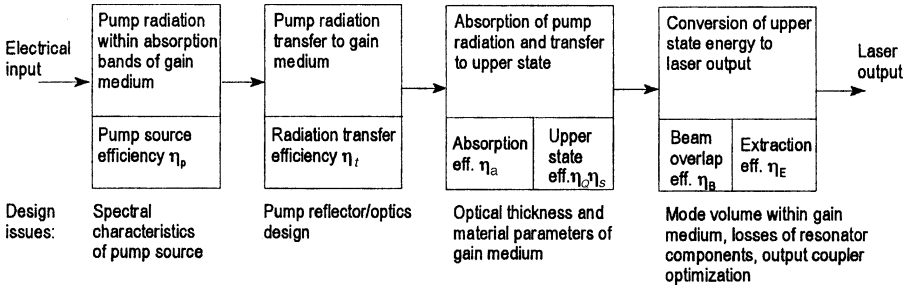 Electrical
input
Pump radiation
within absorption
bands of gain
medium
Pump source
efficiency ηp
Pump radiation
transfer to gain
medium
Radiation transfer
efficiency ηt
Absorption of pump
radiation and transfer
to upper state
Absorption
eff. ηa
Upper
state
eff.ηQηS
Conversion of upper
state energy to
laser output
Beam
overlap
eff. ηB
Extraction
eff. ηE
Laser
output
Design
issues:
Spectral
characteristics
of pump source
Pump reflector/optics
design
Optical thickness and
material parameters of
gain medium
Mode volume within gain
medium, losses of resonator
components, output coupler
optimization